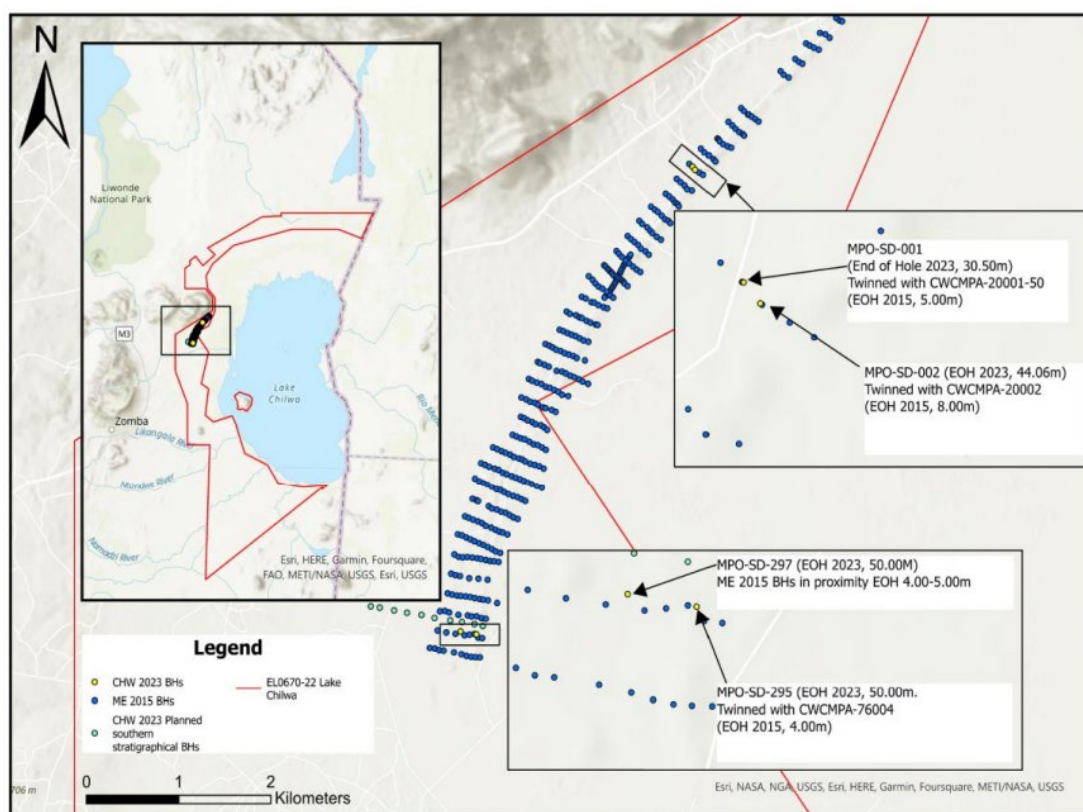 N
Liwonde
National Park
M3
Lake
Chilwa
Zomba
Likangala River
Namadzi River
Esri, HERE, Garmin, Foursquare,
FAO, METI/NASA, USGS, Esri, USGS
MPO-SD-001
(End of Hole 2023, 30.50m)
Twinned with CWCMPA-20001-50
(EOH 2015, 5.00m)
MPO-SD-002 (EOH 2023, 44.06m)
Twinned with CWCMPA-20002
(EOH 2015, 8.00m)
MPO-SD-297 (EOH 2023, 50.00M)
ME 2015 BHs in proximity EOH 4.00-5.00m
MPO-SD-295 (EOH 2023, 50.00m.
Twinned with CWCMPA-76004
(EOH 2015, 4.00m)
Legend
CHW 2023 BHs
ME 2015 BHs
CHW 2023 Planned
southern
stratigraphical BHs
EL0670-22 Lake
Chilwa
0 1 2
Kilometers
706 m
Esri, NASA, NGA, USGS, Esri, HERE, Garmin, Foursquare, METI/NASA, USGS